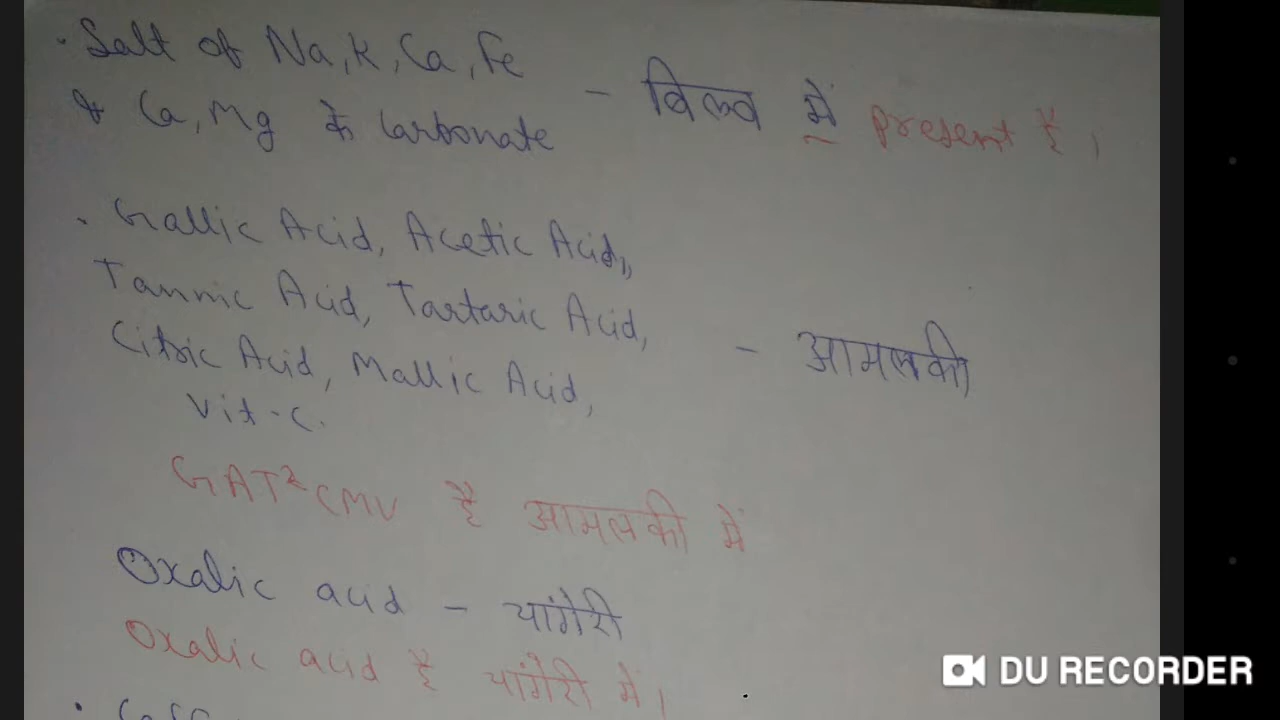 · Salt of Na, K, Ca, Fe
& Ca, Mg के Carbonate - बिल्व में present है।
· Gallic Acid, Acetic Acid,
Tannic Acid, Tartaric Acid,
Citric Acid, Mallic Acid, - आमलकी
Vit-C.
GAT²CMV है आमलकी में
Oxalic acid - चांगेरी
Oxalic acid है चांगेरी में।
DU RECORDER